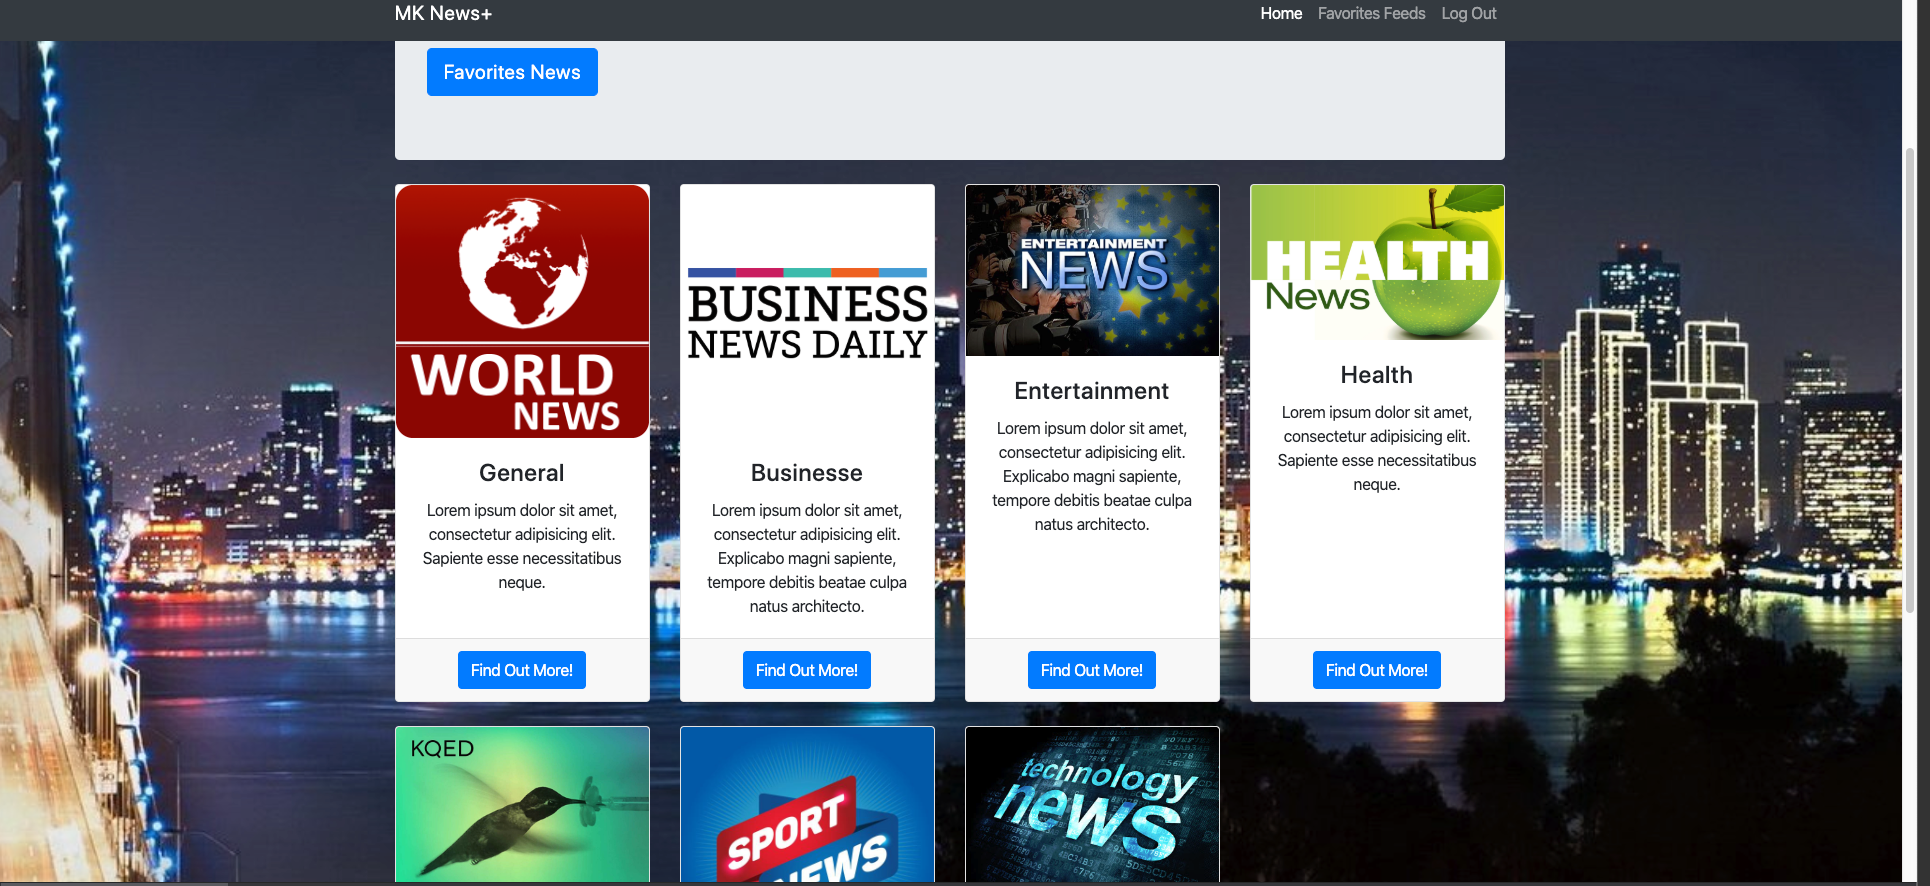 MK News+
Home Favorites Feeds Log Out
Favorites News
WORLD
NEWS
General
Lorem ipsum dolor sit amet,
consectetur adipisicing elit.
Sapiente esse necessitatibus
neque.
Find Out More!
BUSINESS
NEWS DAILY
Businesse
Lorem ipsum dolor sit amet,
consectetur adipisicing elit.
Explicabo magni sapiente,
tempore debitis beatae culpa
natus architecto.
Find Out More!
ENTERTAINMENT
NEWS
Entertainment
Lorem ipsum dolor sit amet,
consectetur adipisicing elit.
Explicabo magni sapiente,
tempore debitis beatae culpa
natus architecto.
Find Out More!
HEALTH
News
Health
Lorem ipsum dolor sit amet,
consectetur adipisicing elit.
Sapiente esse necessitatibus
neque.
Find Out More!
KQED
SPORT
NEWS
technology
news